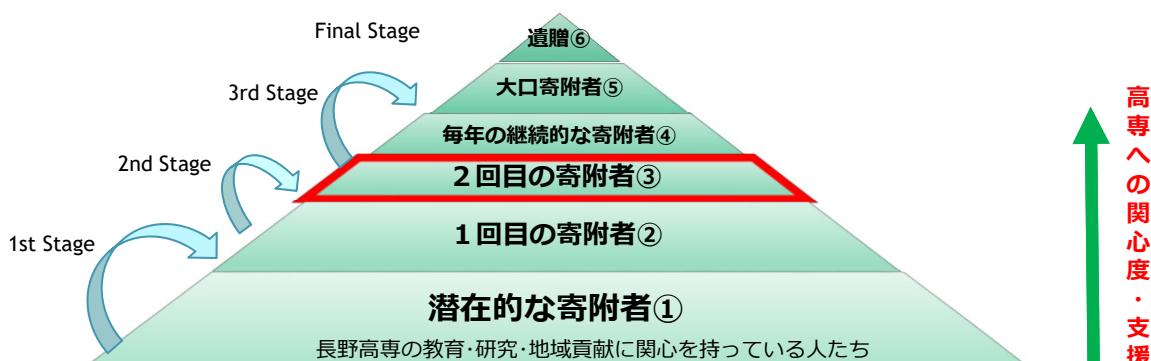 Final Stage
遺贈⑥
3rd Stage
大口寄附者⑤
毎年の継続的な寄附者④
2nd Stage
２回目の寄附者③
1st Stage
１回目の寄附者②
潜在的な寄附者①
長野高専の教育･研究･地域貢献に関心を持っている人たち
高専への関心度・支援